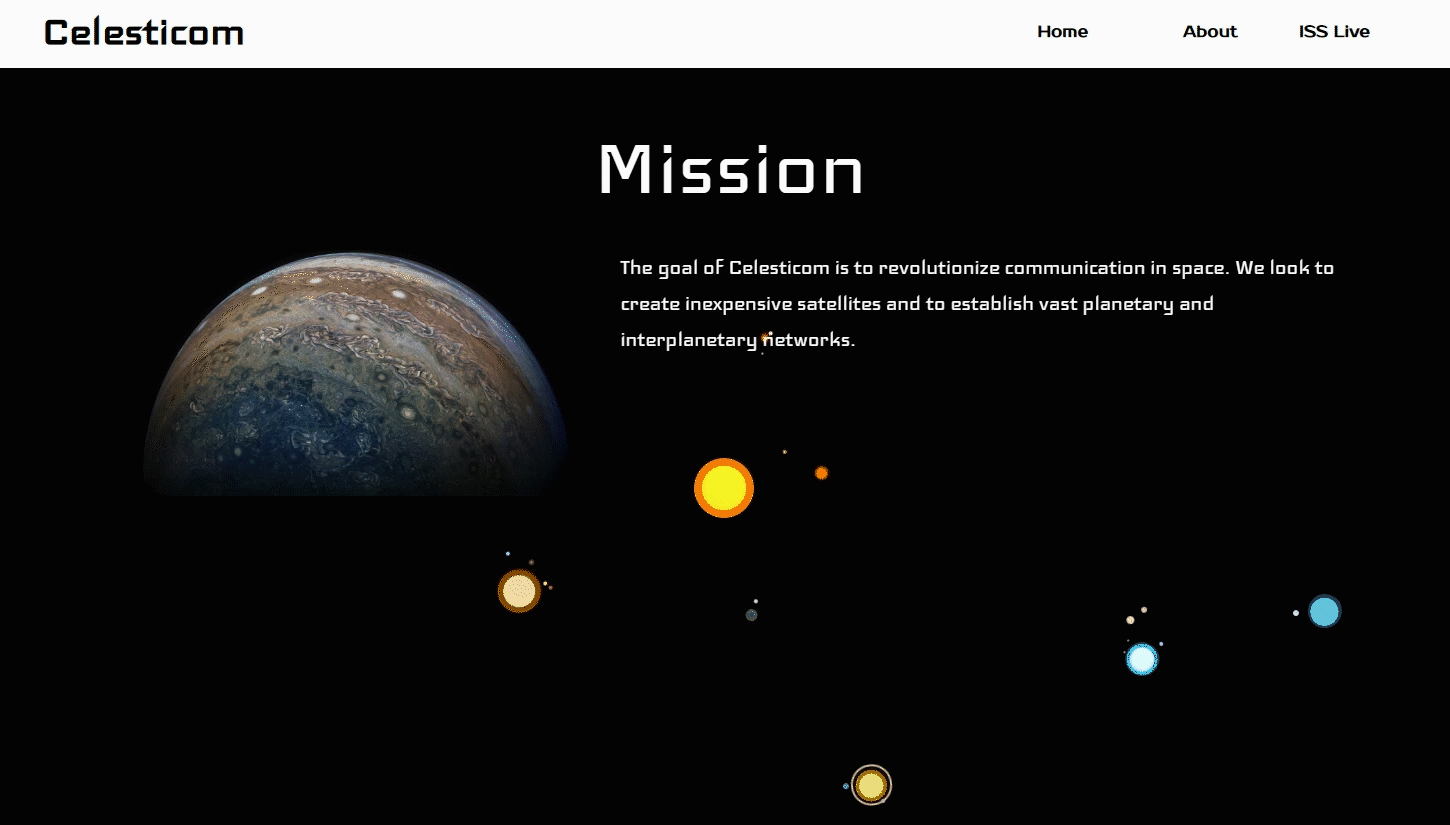 Celesticom
Home About ISS Live
Mission
The goal of Celesticom is to revolutionize communication in space. We look to
create inexpensive satellites and to establish vast planetary and
interplanetary networks.